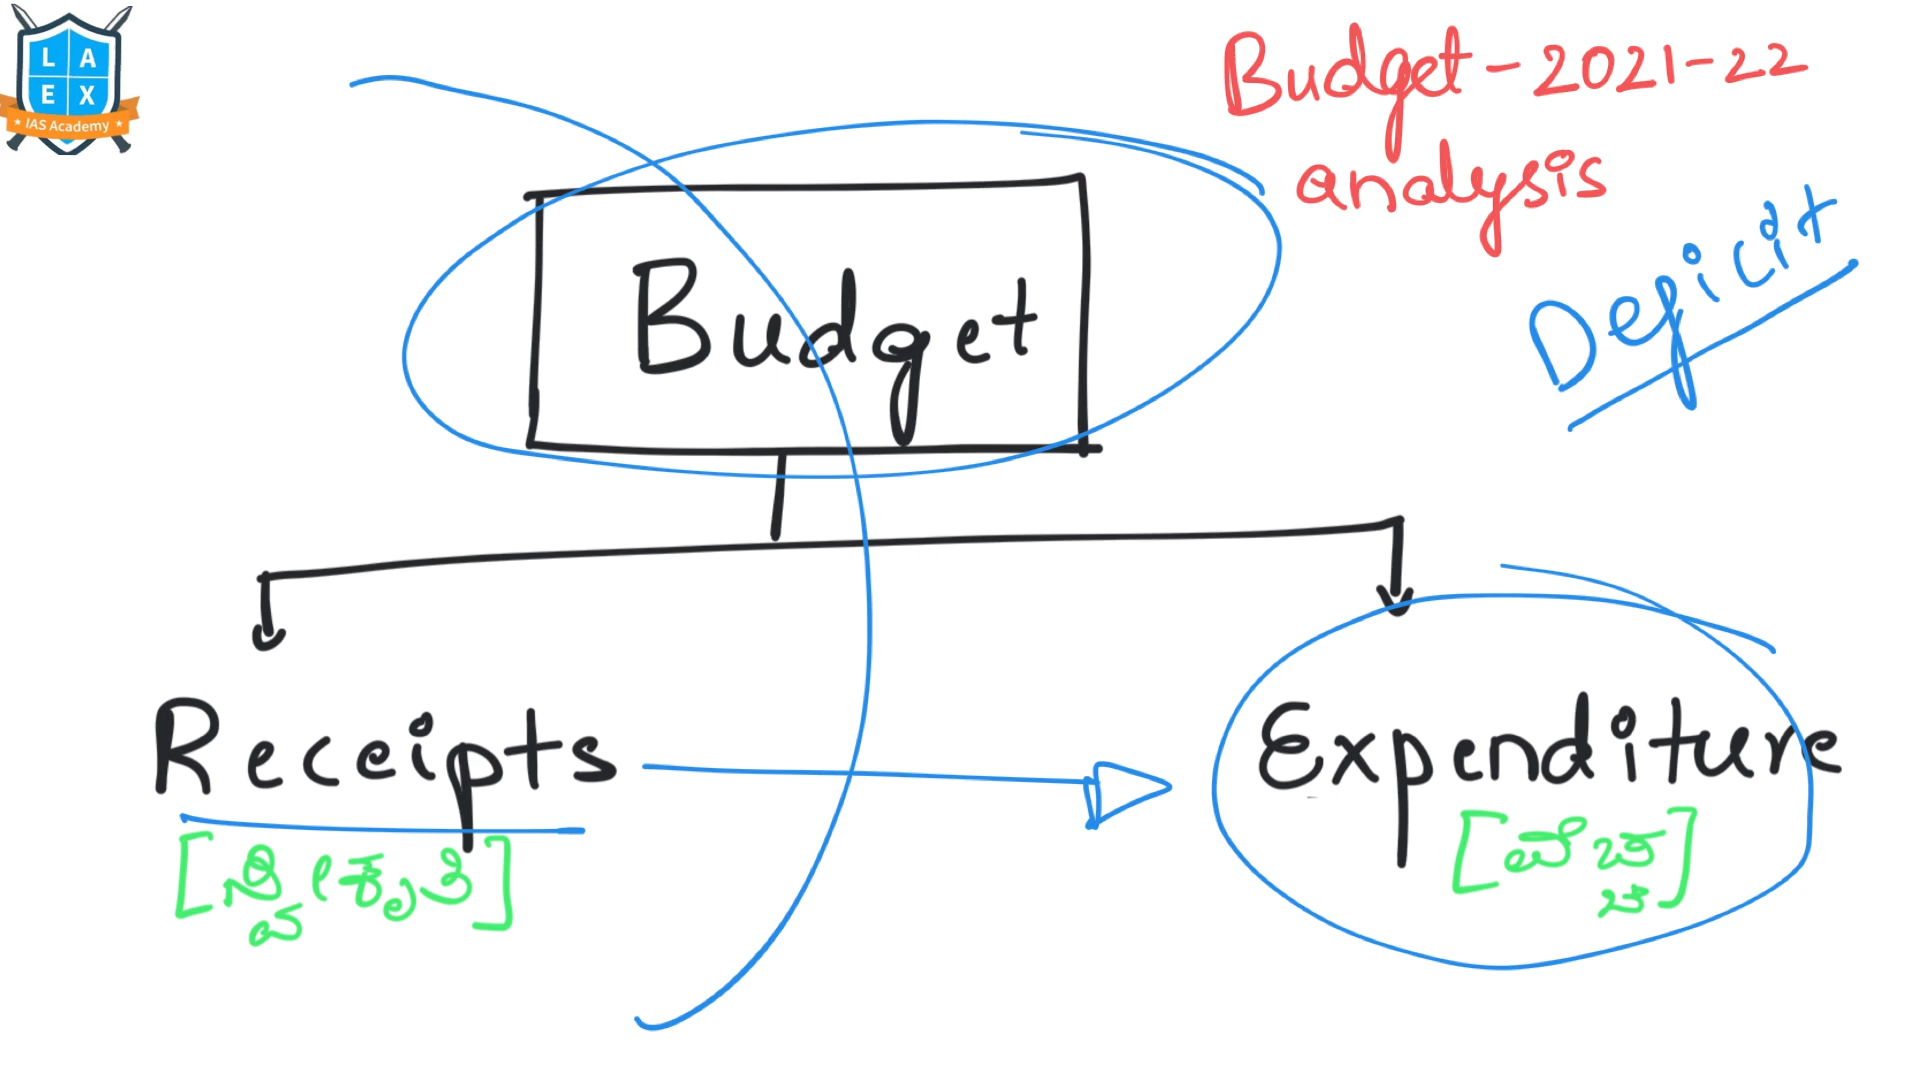 L A
E X
★ IAS Academy ★
Budget - 2021-22
analysis
Deficit
Budget
Receipts
Expenditure
[ಸ್ವೀಕೃತಿ]
[ವೆಚ್ಚ]